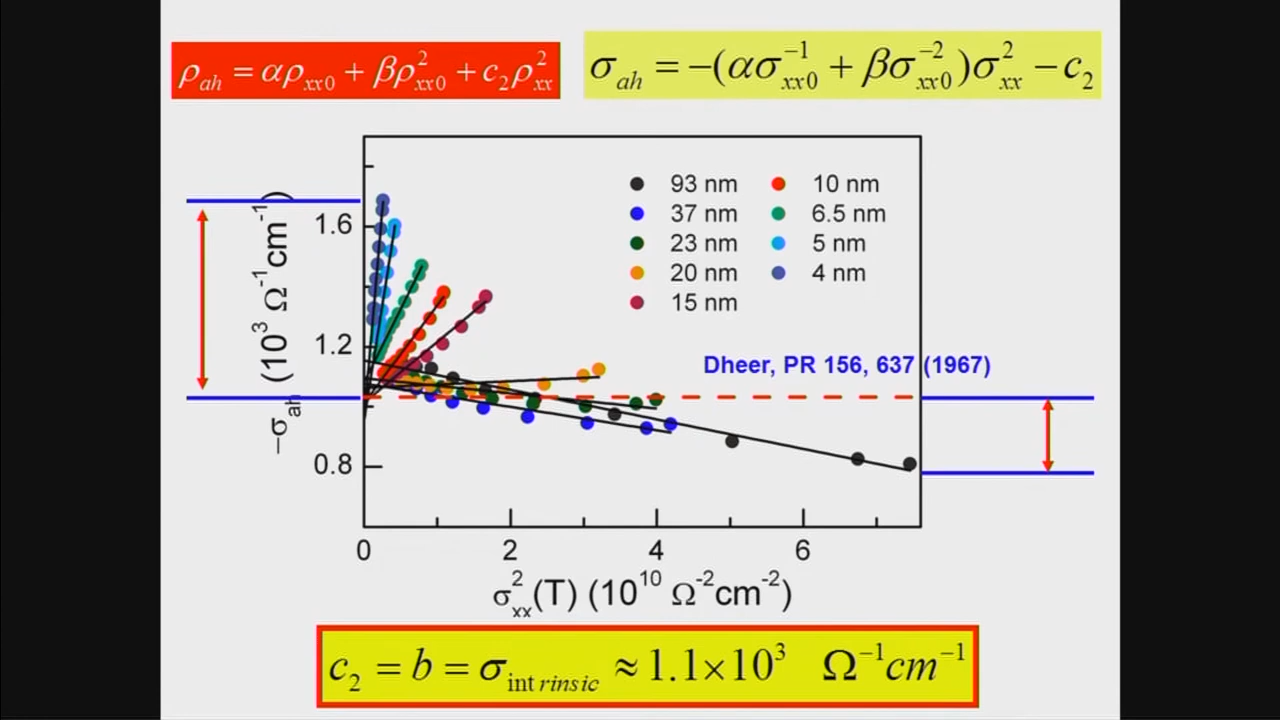 ρ_ah = αρ_xx0 + βρ²_xx0 + c₂ρ²_xx
σ_ah = −(ασ⁻¹_xx0 + βσ⁻²_xx0)σ²_xx − c₂
93 nm
37 nm
23 nm
20 nm
15 nm
10 nm
6.5 nm
5 nm
4 nm
Dheer, PR 156, 637 (1967)
−σ_ah (10³ Ω⁻¹cm⁻¹)
1.6
1.2
0.8
0 2 4 6
σ²_xx(T) (10¹⁰ Ω⁻²cm⁻²)
c₂ = b = σ_intrinsic ≈ 1.1×10³ Ω⁻¹cm⁻¹